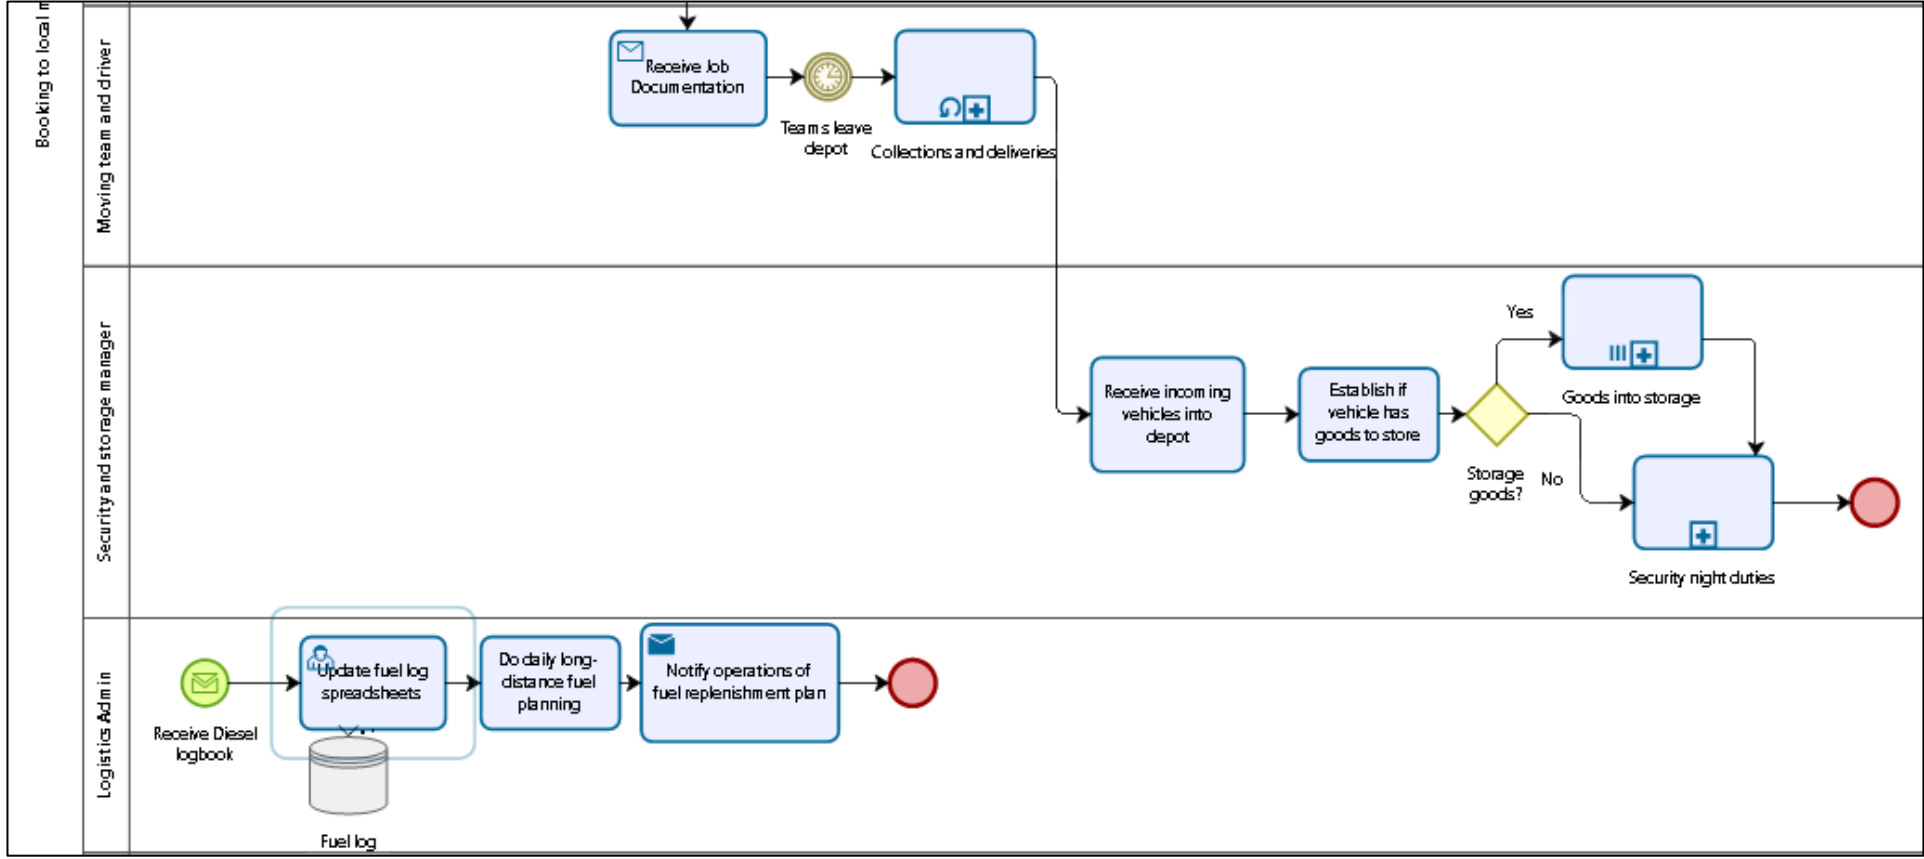 Booking to local m
Moving team and driver
Receive Job
Documentation
Teams leave
depot
Collections and deliveries
Security and storage manager
Receive incoming
vehicles into
depot
Establish if
vehicle has
goods to store
Storage
goods?
Yes
No
Goods into storage
Security night duties
Logistics Admin
Receive Diesel
logbook
Update fuel log
spreadsheets
Fuel log
Do daily long-
distance fuel
planning
Notify operations of
fuel replenishment plan